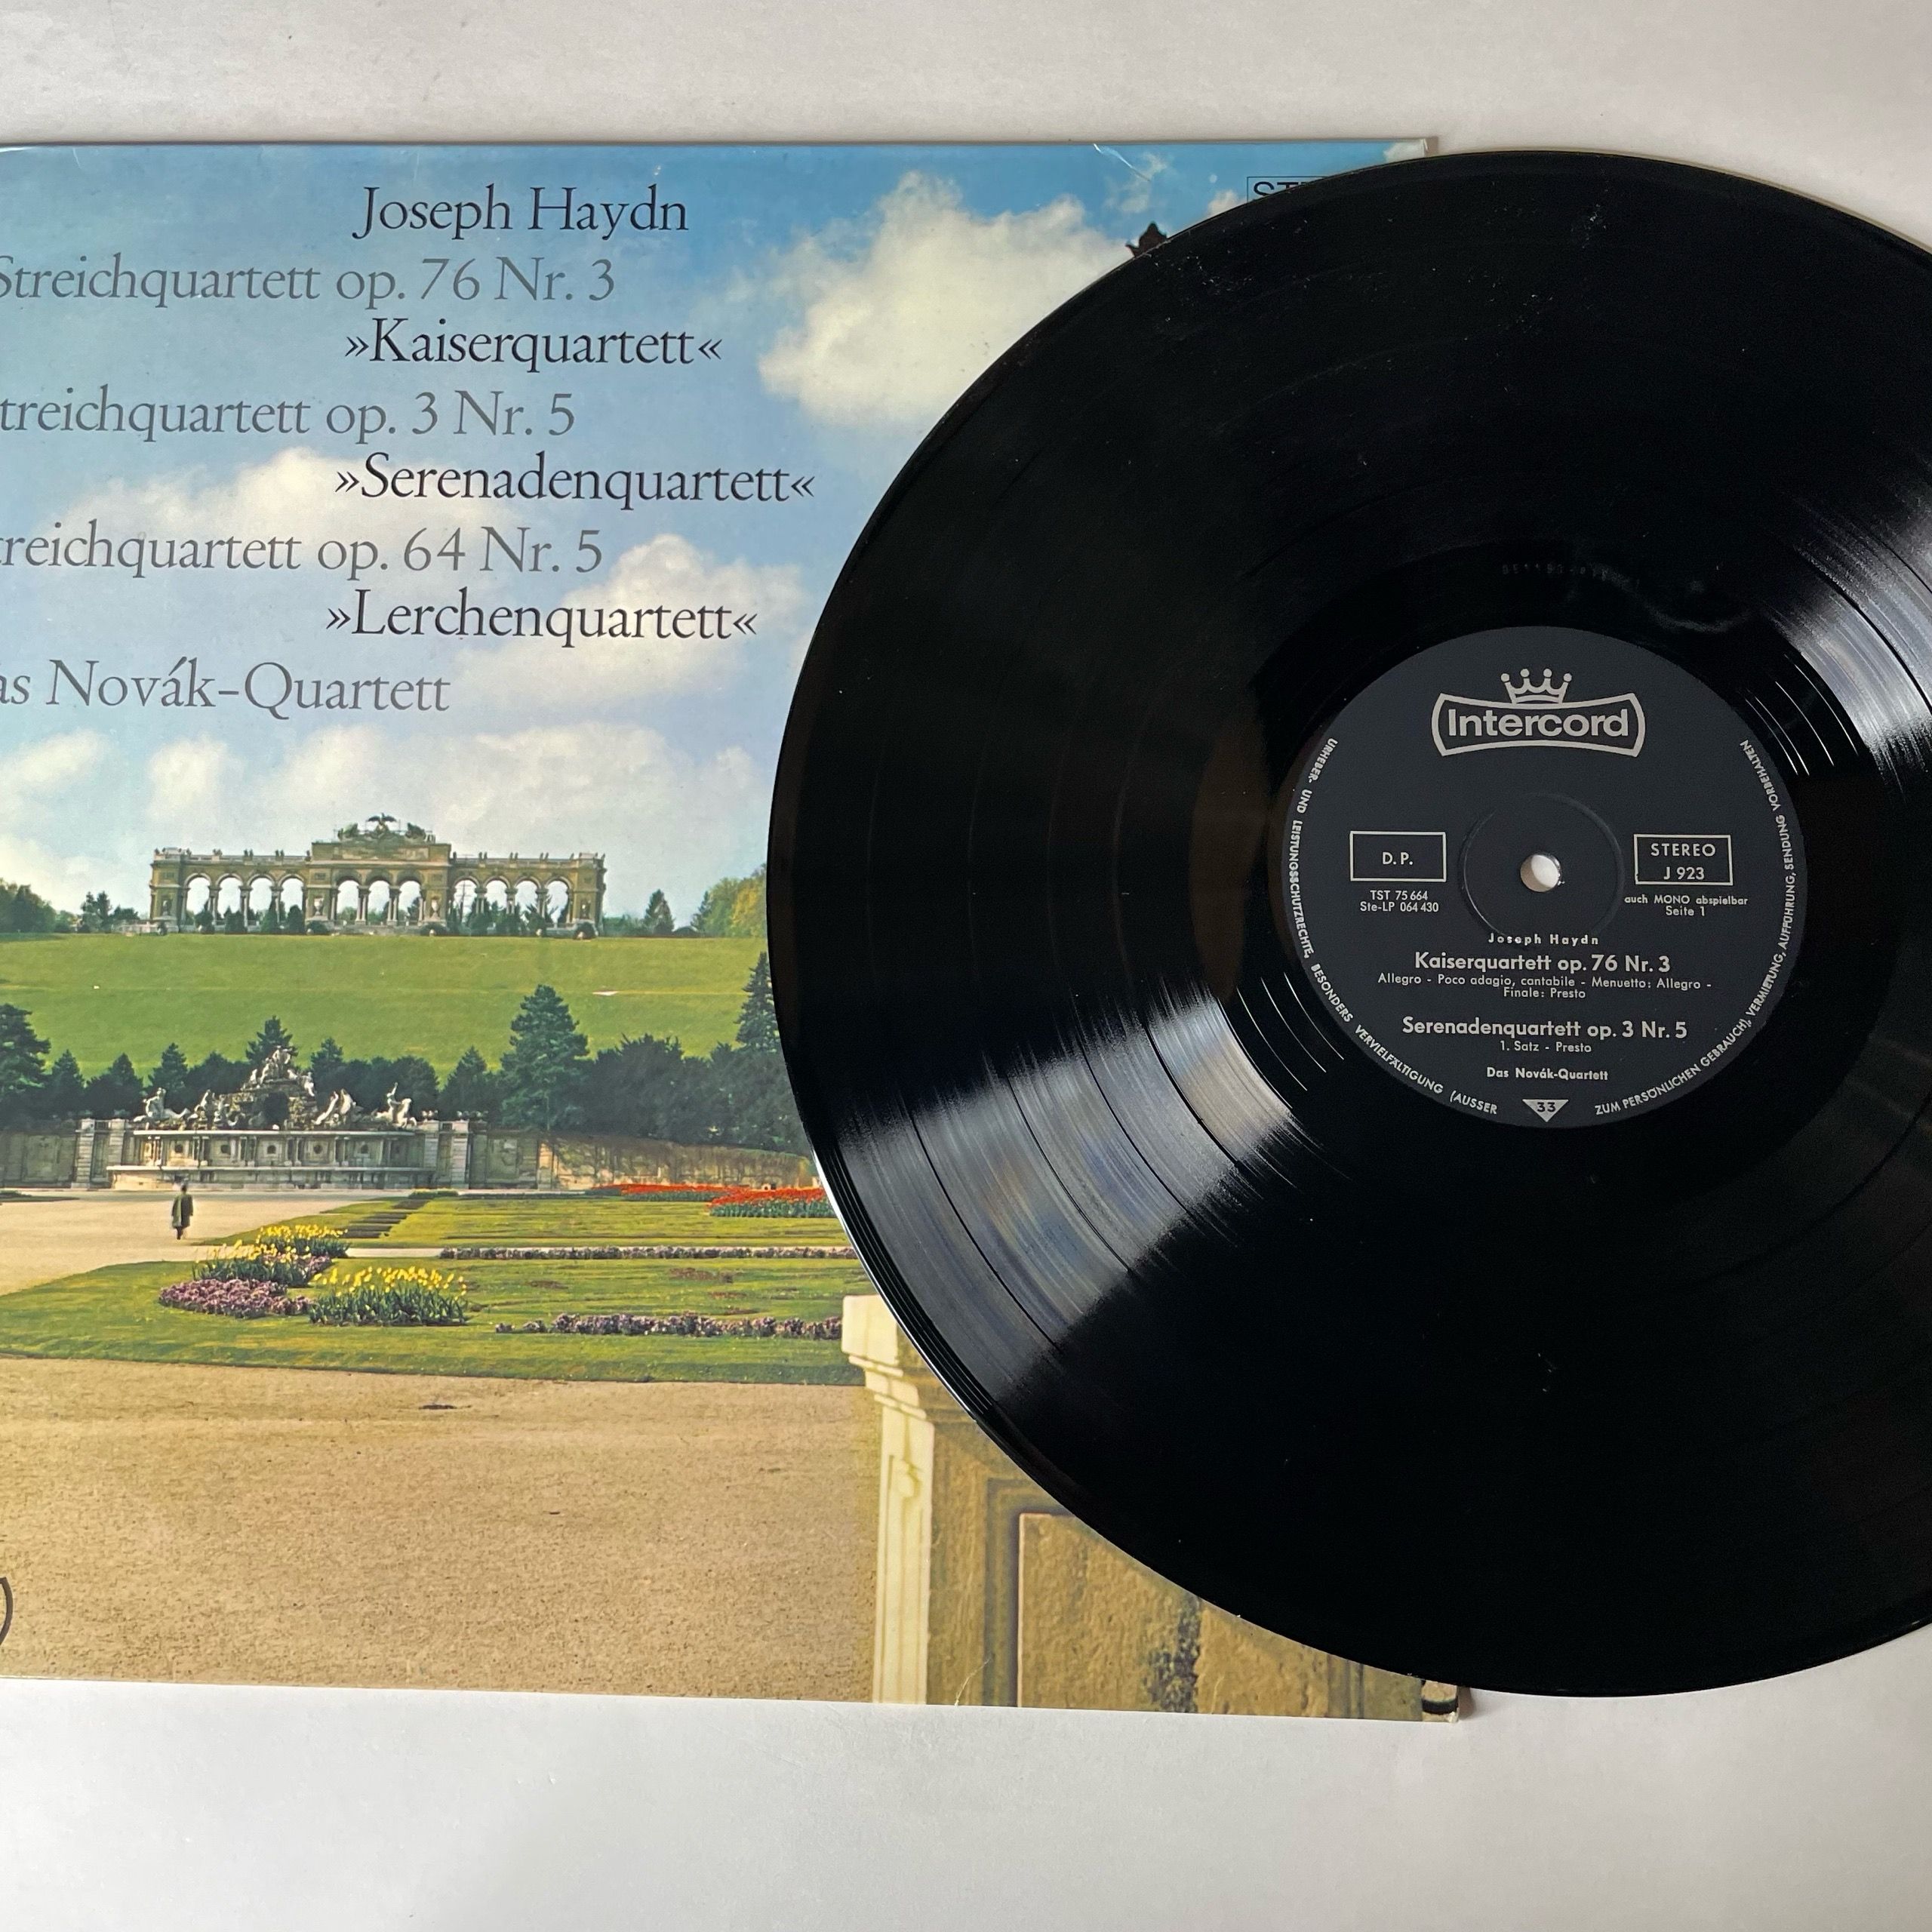 Joseph Haydn
Streichquartett op. 76 Nr. 3
»Kaiserquartett«
treichquartett op. 3 Nr. 5
»Serenadenquartett«
reichquartett op. 64 Nr. 5
»Lerchenquartett«
as Novák-Quartett
Intercord
D. P.
TST 75 664
Ste-LP 064 430
STEREO
J 923
auch MONO abspielbar
Seite 1
Joseph Haydn
Kaiserquartett op. 76 Nr. 3
Allegro - Poco adagio, cantabile - Menuetto: Allegro -
Finale: Presto
Serenadenquartett op. 3 Nr. 5
1. Satz - Presto
Das Novák-Quartett
33
URHEBER- UND LEISTUNGSSCHUTZRECHTE, BESONDERS VERVIELFÄLTIGUNG (AUSSER ZUM PERSÖNLICHEN GEBRAUCH), VERMIETUNG, AUFFÜHRUNG, SENDUNG VORBEHALTEN